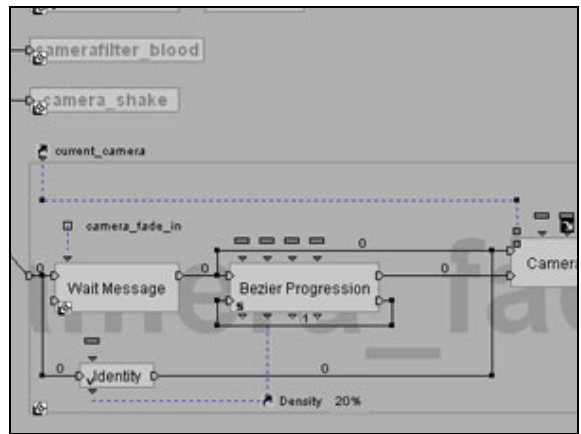 camerafilter_blood
camera_shake
current_camera
camera_fade_in
0
0
0
0
Wait Message
Bezier Progression
Camera
1
0
0
Identity
Density 20%